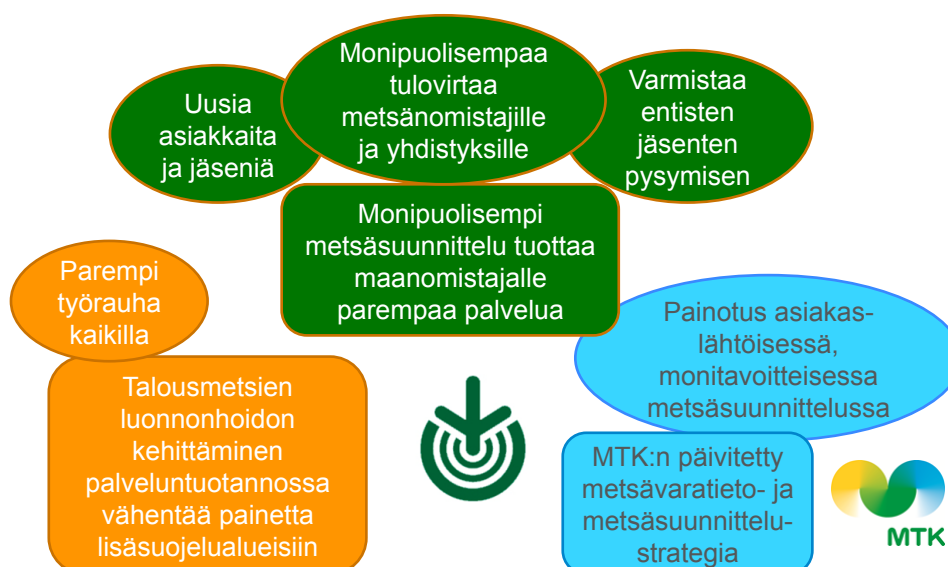 Uusia
asiakkaita
ja jäseniä
Monipuolisempaa
tulovirtaa
metsänomistajille
ja yhdistyksille
Varmistaa
entisten
jäsenten
pysymisen
Monipuolisempi
metsäsuunnittelu tuottaa
maanomistajalle
parempaa palvelua
Parempi
työrauha
kaikilla
Talousmetsien
luonnonhoidon
kehittäminen
palveluntuotannossa
vähentää painetta
lisäsuojelualueisiin
Painotus asiakas-
lähtöisessä,
monitavoitteisessa
metsäsuunnittelussa
MTK:n päivitetty
metsävaratieto- ja
metsäsuunnittelu-
strategia
MTK